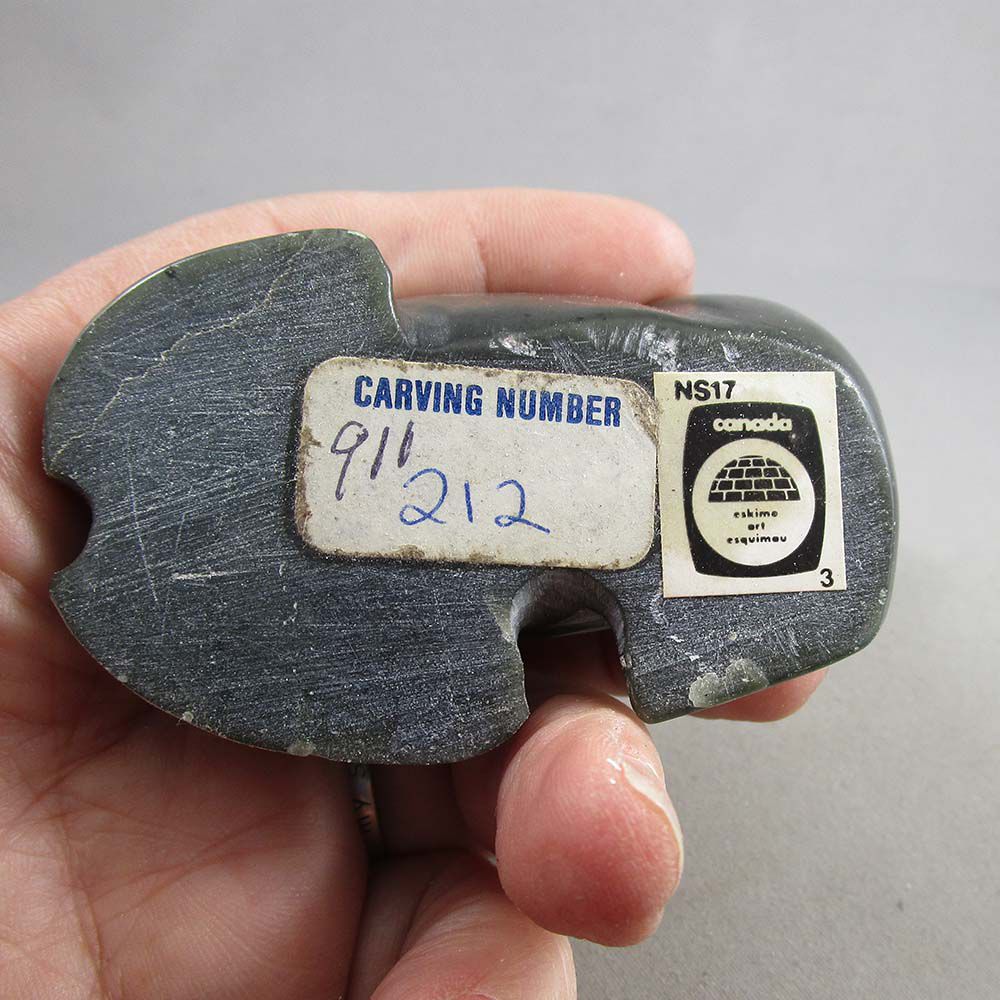 CARVING NUMBER
911
212
NS17
canada
eskimo
art
esquimau
3